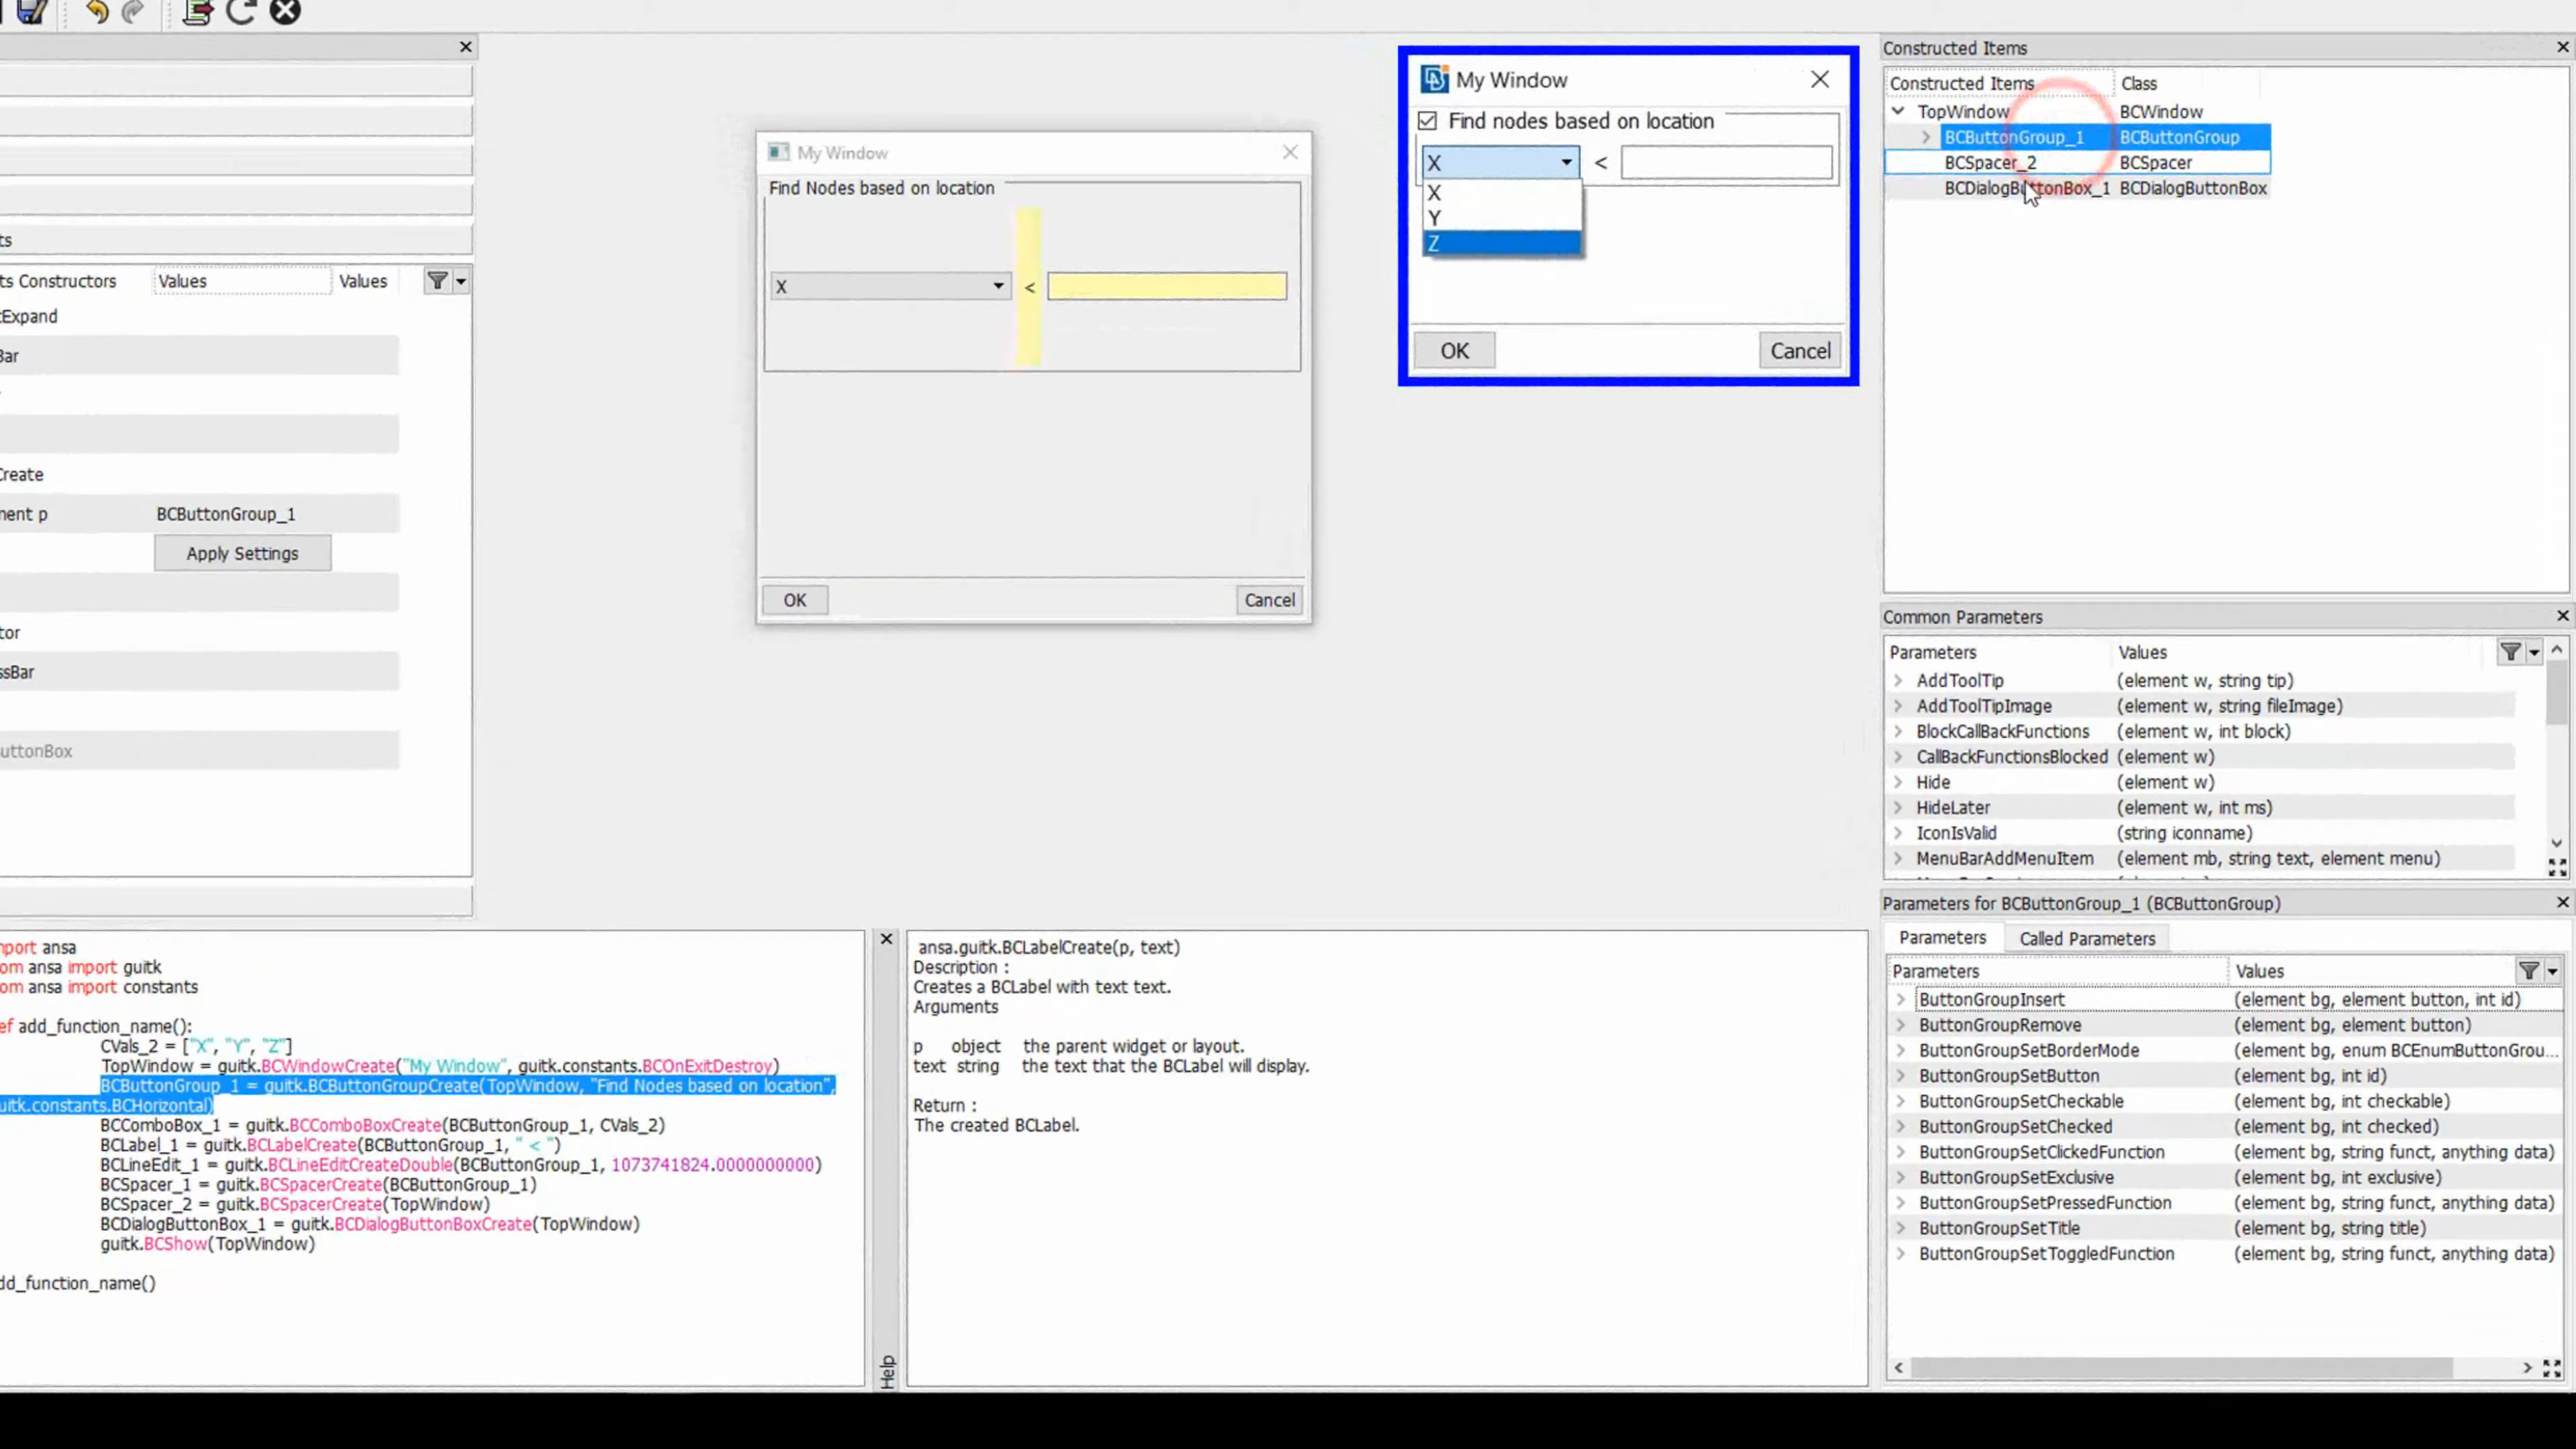 ts Constructors Values Values
tExpand
Bar
Create
nent p BCButtonGroup_1
Apply Settings
tor
ssBar
uttonBox
My Window
Find Nodes based on location
X <
OK Cancel
My Window
Find nodes based on location
X <
X
Y
Z
OK Cancel
Constructed Items
Constructed Items Class
TopWindow BCWindow
BCButtonGroup_1 BCButtonGroup
BCSpacer_2 BCSpacer
BCDialogButtonBox_1 BCDialogButtonBox
Common Parameters
Parameters Values
AddToolTip (element w, string tip)
AddToolTipImage (element w, string fileImage)
BlockCallBackFunctions (element w, int block)
CallBackFunctionsBlocked (element w)
Hide (element w)
HideLater (element w, int ms)
IconIsValid (string iconname)
MenuBarAddMenuItem (element mb, string text, element menu)
Parameters for BCButtonGroup_1 (BCButtonGroup)
Parameters Called Parameters
Parameters Values
ButtonGroupInsert (element bg, element button, int id)
ButtonGroupRemove (element bg, element button)
ButtonGroupSetBorderMode (element bg, enum BCEnumButtonGrou...
ButtonGroupSetButton (element bg, int id)
ButtonGroupSetCheckable (element bg, int checkable)
ButtonGroupSetChecked (element bg, int checked)
ButtonGroupSetClickedFunction (element bg, string funct, anything data)
ButtonGroupSetExclusive (element bg, int exclusive)
ButtonGroupSetPressedFunction (element bg, string funct, anything data)
ButtonGroupSetTitle (element bg, string title)
ButtonGroupSetToggledFunction (element bg, string funct, anything data)
mport ansa
om ansa import guitk
om ansa import constants
ef add_function_name():
CVals_2 = ["X", "Y", "Z"]
TopWindow = guitk.BCWindowCreate("My Window", guitk.constants.BCOnExitDestroy)
BCButtonGroup_1 = guitk.BCButtonGroupCreate(TopWindow, "Find Nodes based on location",
uitk.constants.BCHorizontal)
BCComboBox_1 = guitk.BCComboBoxCreate(BCButtonGroup_1, CVals_2)
BCLabel_1 = guitk.BCLabelCreate(BCButtonGroup_1, " < ")
BCLineEdit_1 = guitk.BCLineEditCreateDouble(BCButtonGroup_1, 1073741824.0000000000)
BCSpacer_1 = guitk.BCSpacerCreate(BCButtonGroup_1)
BCSpacer_2 = guitk.BCSpacerCreate(TopWindow)
BCDialogButtonBox_1 = guitk.BCDialogButtonBoxCreate(TopWindow)
guitk.BCShow(TopWindow)
dd_function_name()
Help
ansa.guitk.BCLabelCreate(p, text)
Description :
Creates a BCLabel with text text.
Arguments
p object the parent widget or layout.
text string the text that the BCLabel will display.
Return :
The created BCLabel.